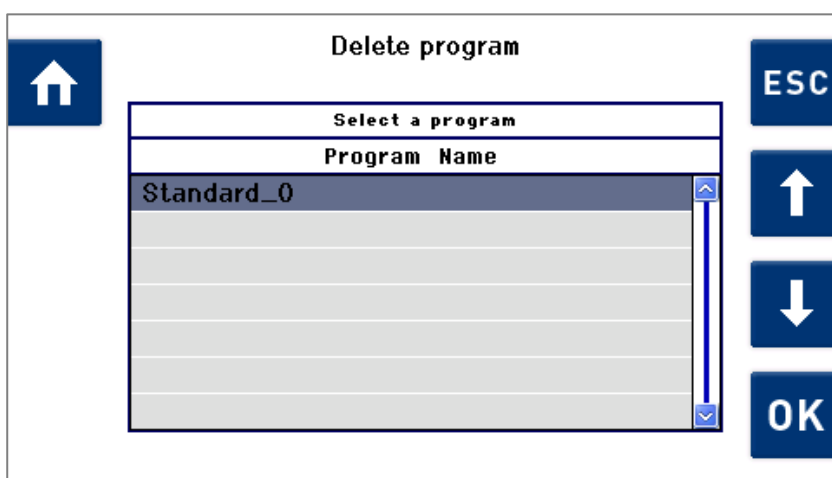 Delete program
ESC
Select a program
Program Name
Standard_0
OK